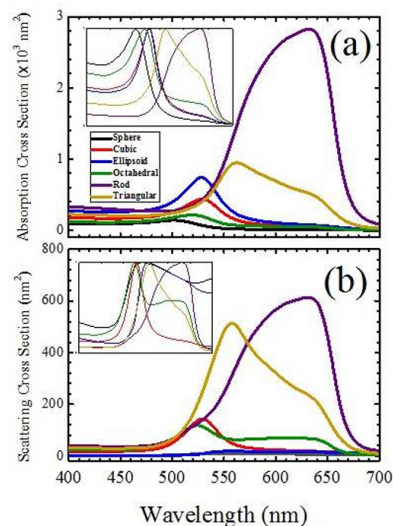 (a)
Absorption Cross Section (x10³ nm²)
3
2
1
0
Sphere
Cubic
Ellipsoid
Octahedral
Rod
Triangular
(b)
Scattering Cross Section (nm²)
800
600
400
200
0
400 450 500 550 600 650 700
Wavelength (nm)